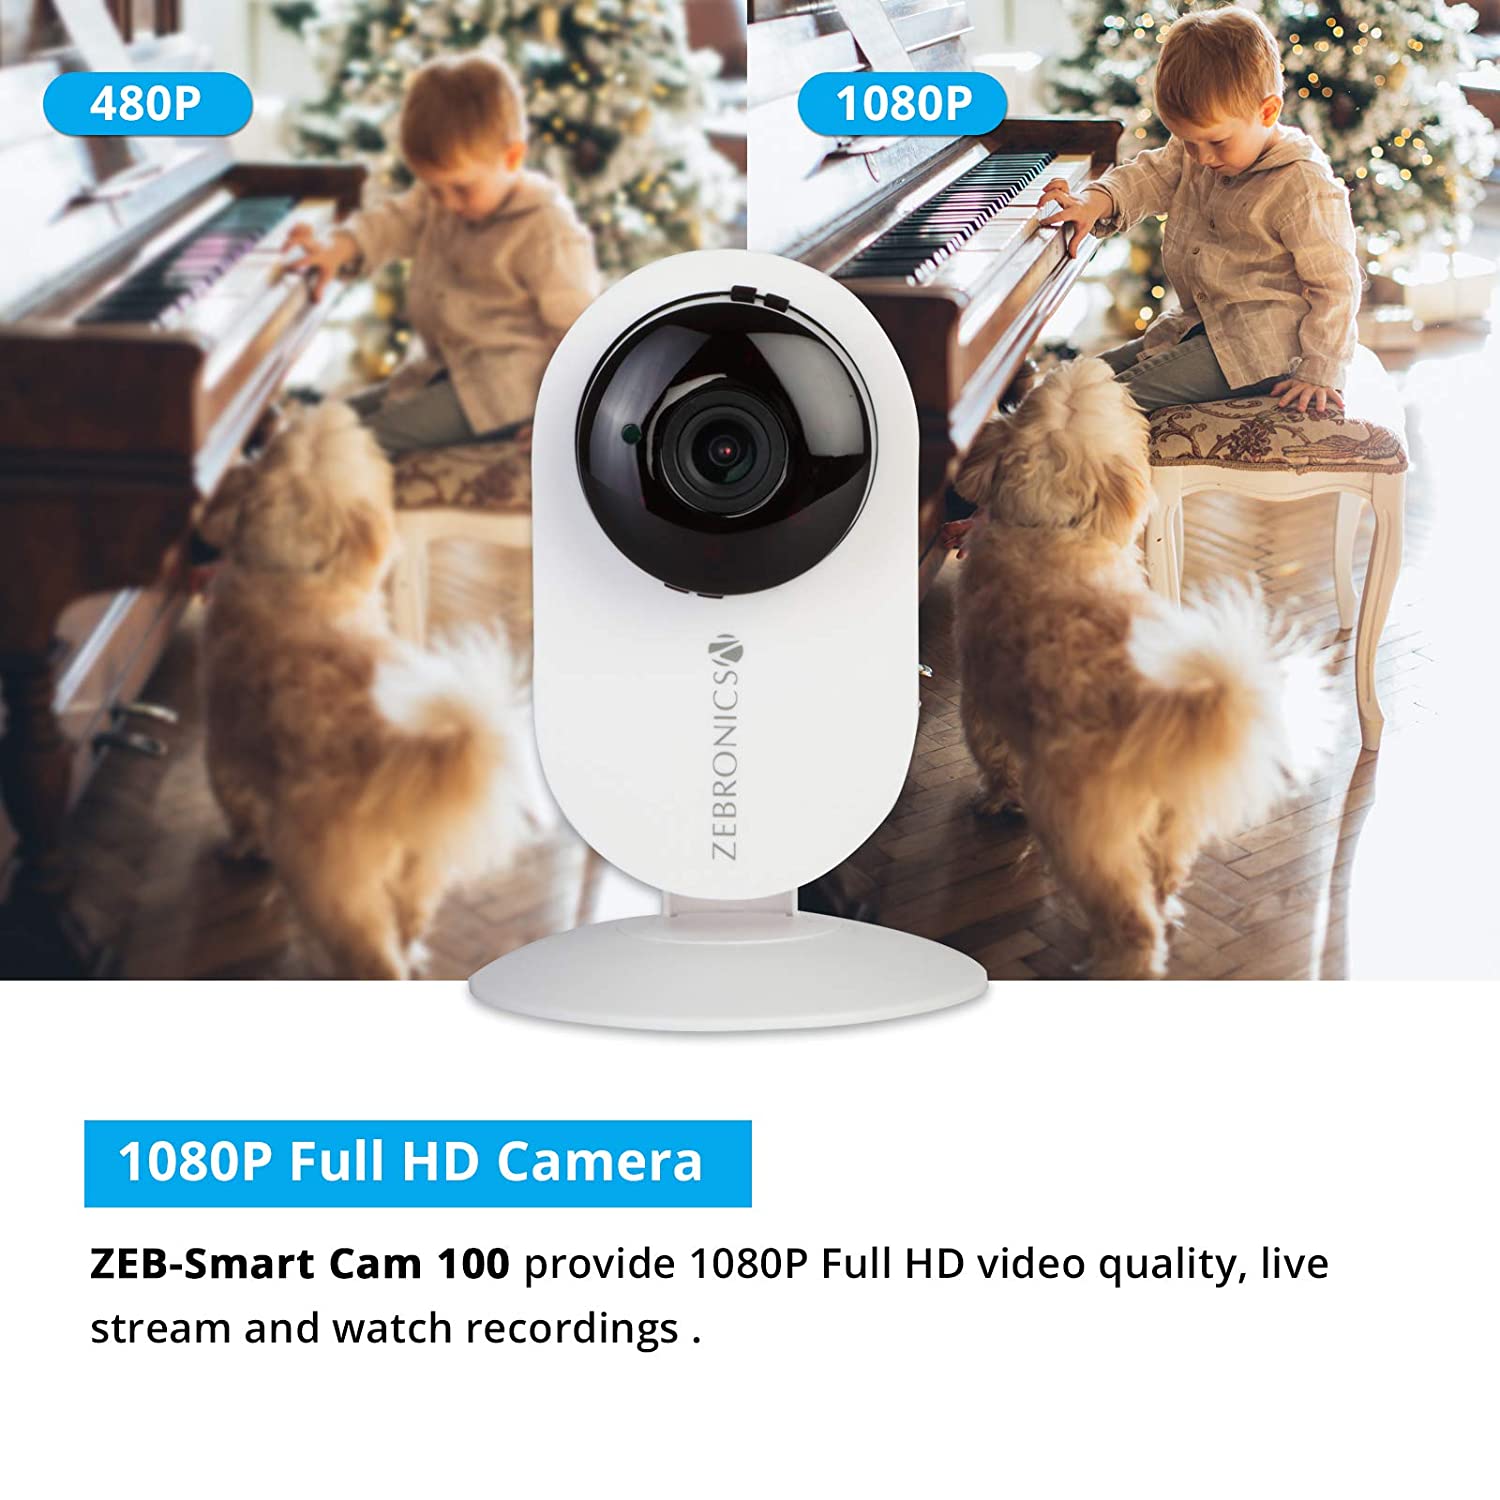 480P
1080P
ZEBRONICS
1080P Full HD Camera
ZEB-Smart Cam 100 provide 1080P Full HD video quality, live
stream and watch recordings .